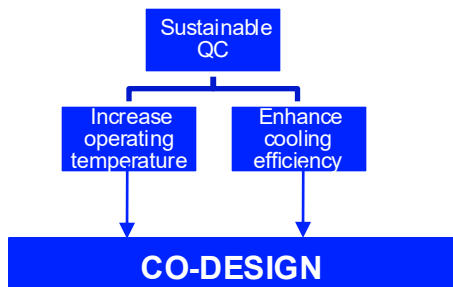 Sustainable
QC
Increase
operating
temperature
Enhance
cooling
efficiency
CO-DESIGN